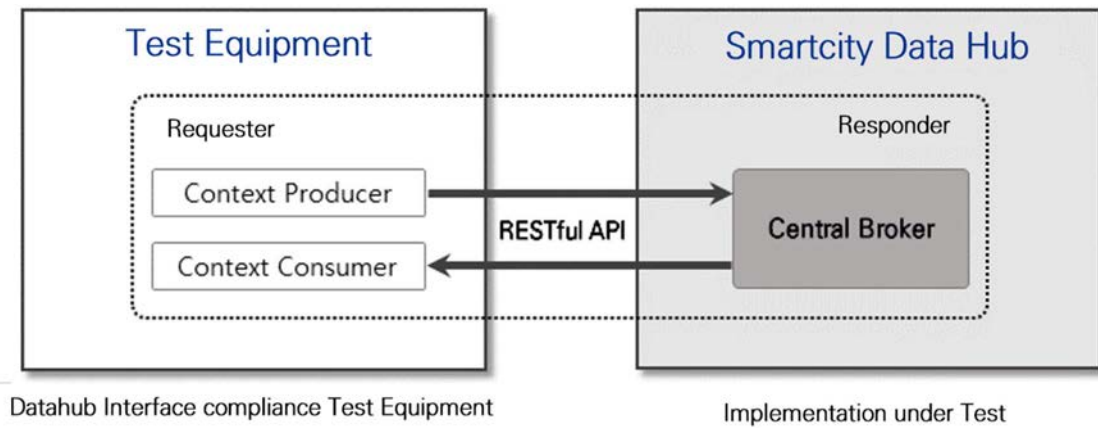 Test Equipment
Smartcity Data Hub
Requester
Responder
Context Producer
RESTful API
Central Broker
Context Consumer
Datahub Interface compliance Test Equipment
Implementation under Test